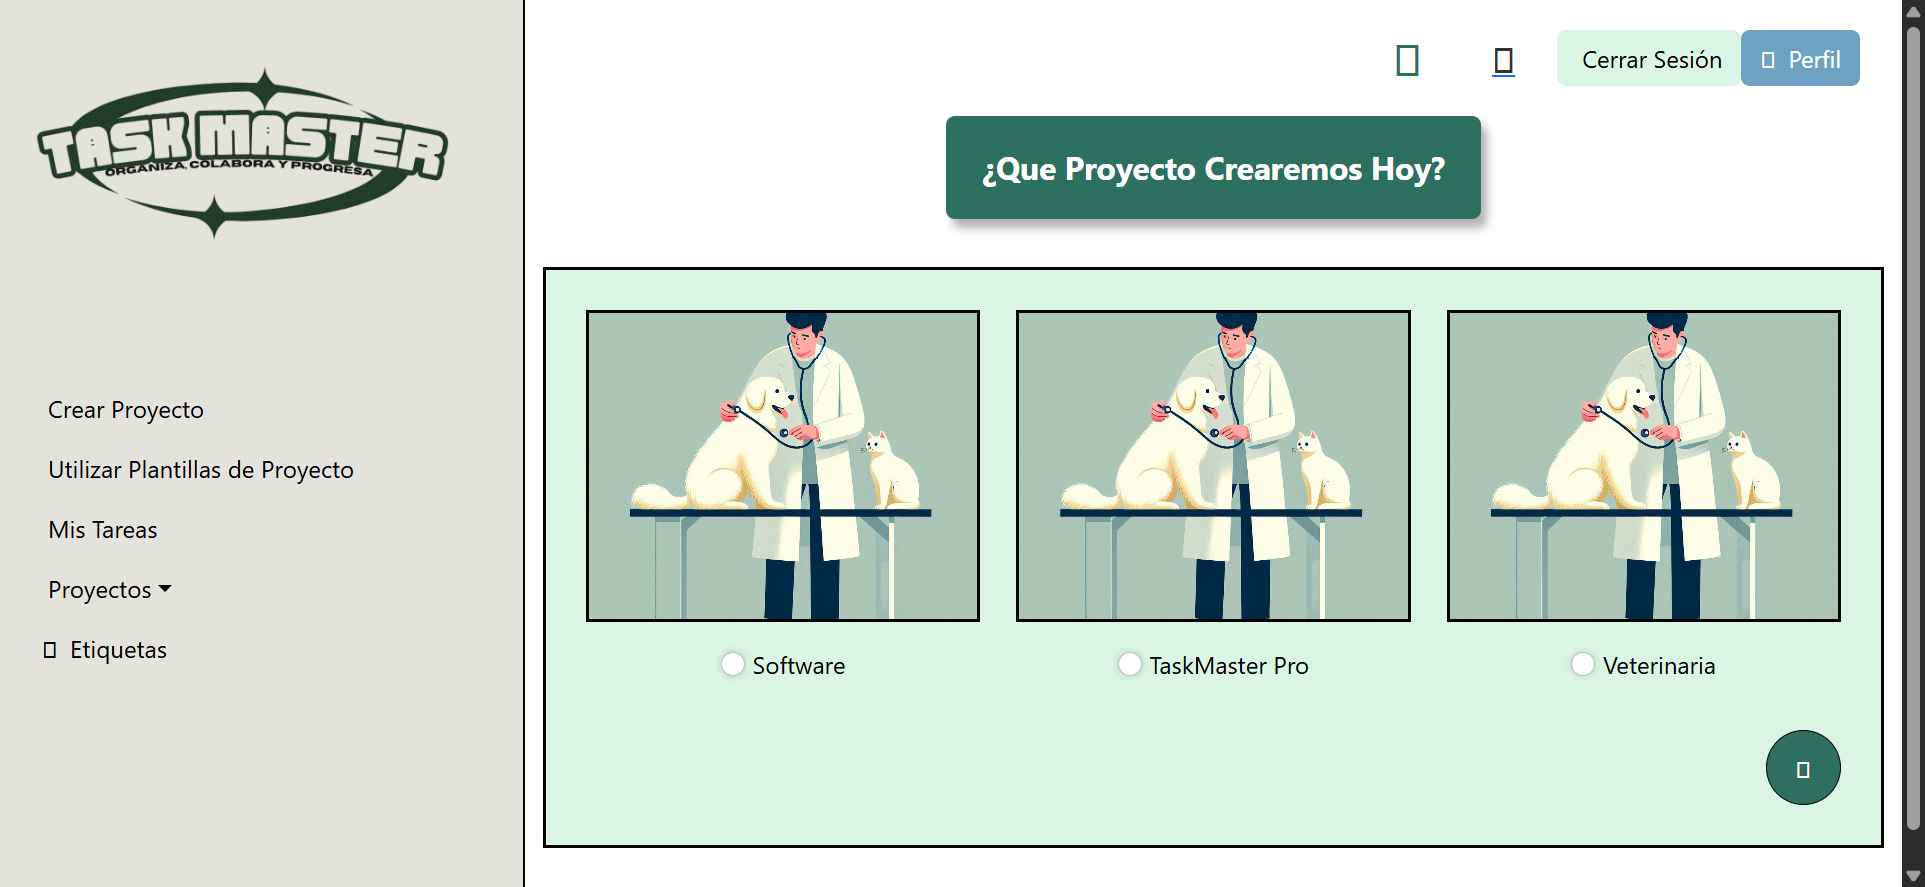 TASK MASTER
ORGANIZA, COLABORA Y PROGRESA
Crear Proyecto
Utilizar Plantillas de Proyecto
Mis Tareas
Proyectos
Etiquetas
Cerrar Sesión
Perfil
¿Que Proyecto Crearemos Hoy?
Software
TaskMaster Pro
Veterinaria